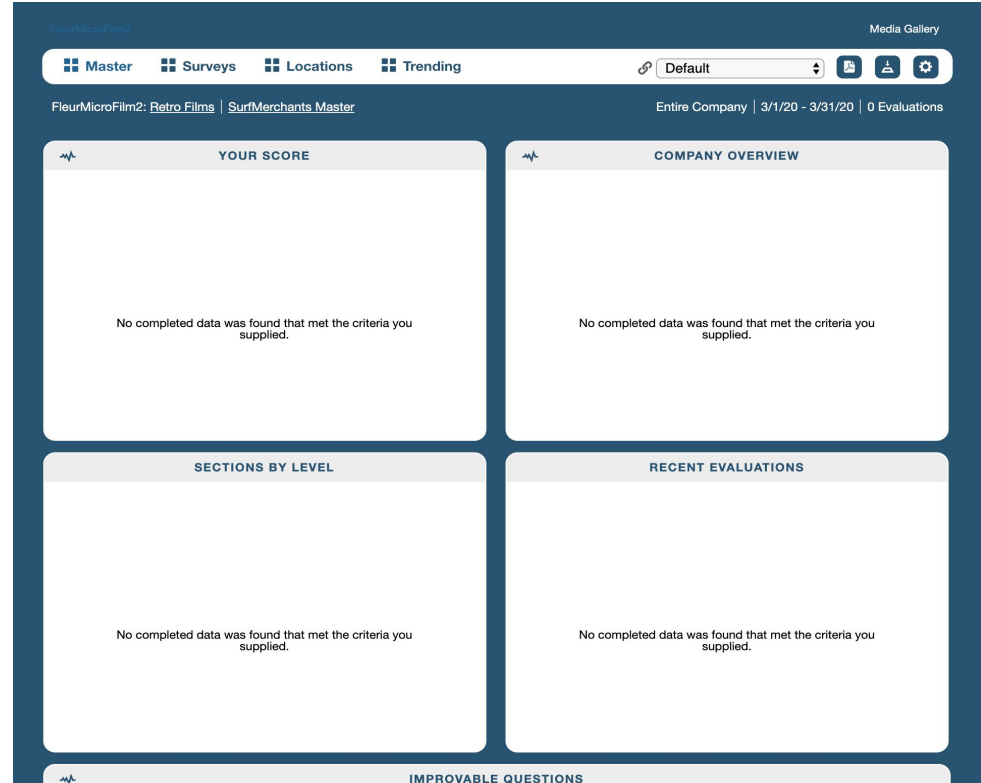 FleurMicroFilm2
Media Gallery
Master Surveys Locations Trending Default
FleurMicroFilm2: Retro Films | SurfMerchants Master
Entire Company | 3/1/20 - 3/31/20 | 0 Evaluations
YOUR SCORE
No completed data was found that met the criteria you
supplied.
COMPANY OVERVIEW
No completed data was found that met the criteria you
supplied.
SECTIONS BY LEVEL
No completed data was found that met the criteria you
supplied.
RECENT EVALUATIONS
No completed data was found that met the criteria you
supplied.
IMPROVABLE QUESTIONS